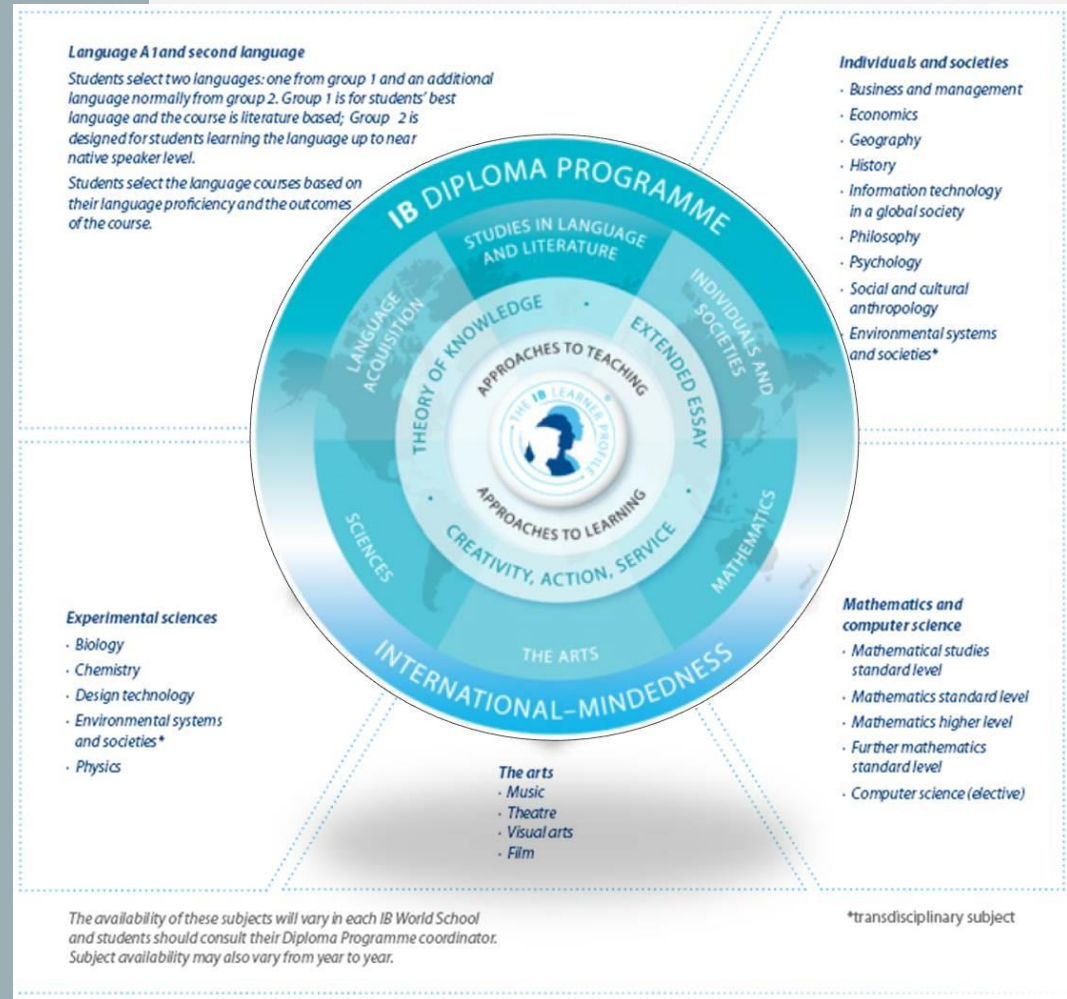 Language A1 and second language
Students select two languages: one from group 1 and an additional
language normally from group 2. Group 1 is for students' best
language and the course is literature based; Group 2 is
designed for students learning the language up to near
native speaker level.
Students select the language courses based on
their language proficiency and the outcomes
of the course.
Individuals and societies
· Business and management
· Economics
· Geography
· History
· Information technology
in a global society
· Philosophy
· Psychology
· Social and cultural
anthropology
· Environmental systems
and societies*
IB DIPLOMA PROGRAMME
STUDIES IN LANGUAGE
AND LITERATURE
LANGUAGE
ACQUISITION
INDIVIDUALS AND
SOCIETIES
THEORY OF KNOWLEDGE
EXTENDED ESSAY
APPROACHES TO TEACHING
THE IB LEARNER PROFILE
APPROACHES TO LEARNING
CREATIVITY, ACTION, SERVICE
SCIENCES
MATHEMATICS
THE ARTS
INTERNATIONAL–MINDEDNESS
Experimental sciences
· Biology
· Chemistry
· Design technology
· Environmental systems
and societies*
· Physics
The arts
· Music
· Theatre
· Visual arts
· Film
Mathematics and
computer science
· Mathematical studies
standard level
· Mathematics standard level
· Mathematics higher level
· Further mathematics
standard level
· Computer science (elective)
The availability of these subjects will vary in each IB World School
and students should consult their Diploma Programme coordinator.
Subject availability may also vary from year to year.
*transdisciplinary subject